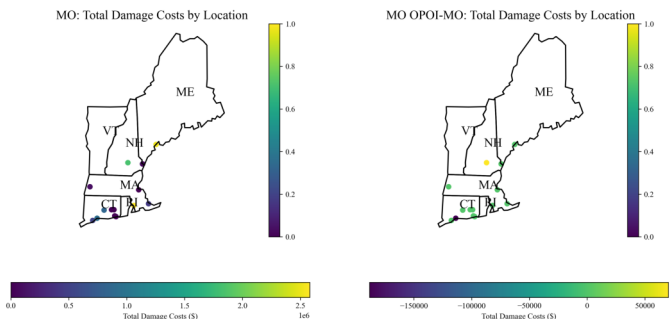 MO: Total Damage Costs by Location
1.0
0.8
0.6
0.4
0.2
0.0
ME
VT
NH
MA
CT
RI
0.0 0.5 1.0 1.5 2.0 2.5
1e6
Total Damage Costs ($)
MO OPOI-MO: Total Damage Costs by Location
1.0
0.8
0.6
0.4
0.2
0.0
ME
VT
NH
MA
CT
RI
−150000 −100000 −50000 0 50000
Total Damage Costs ($)